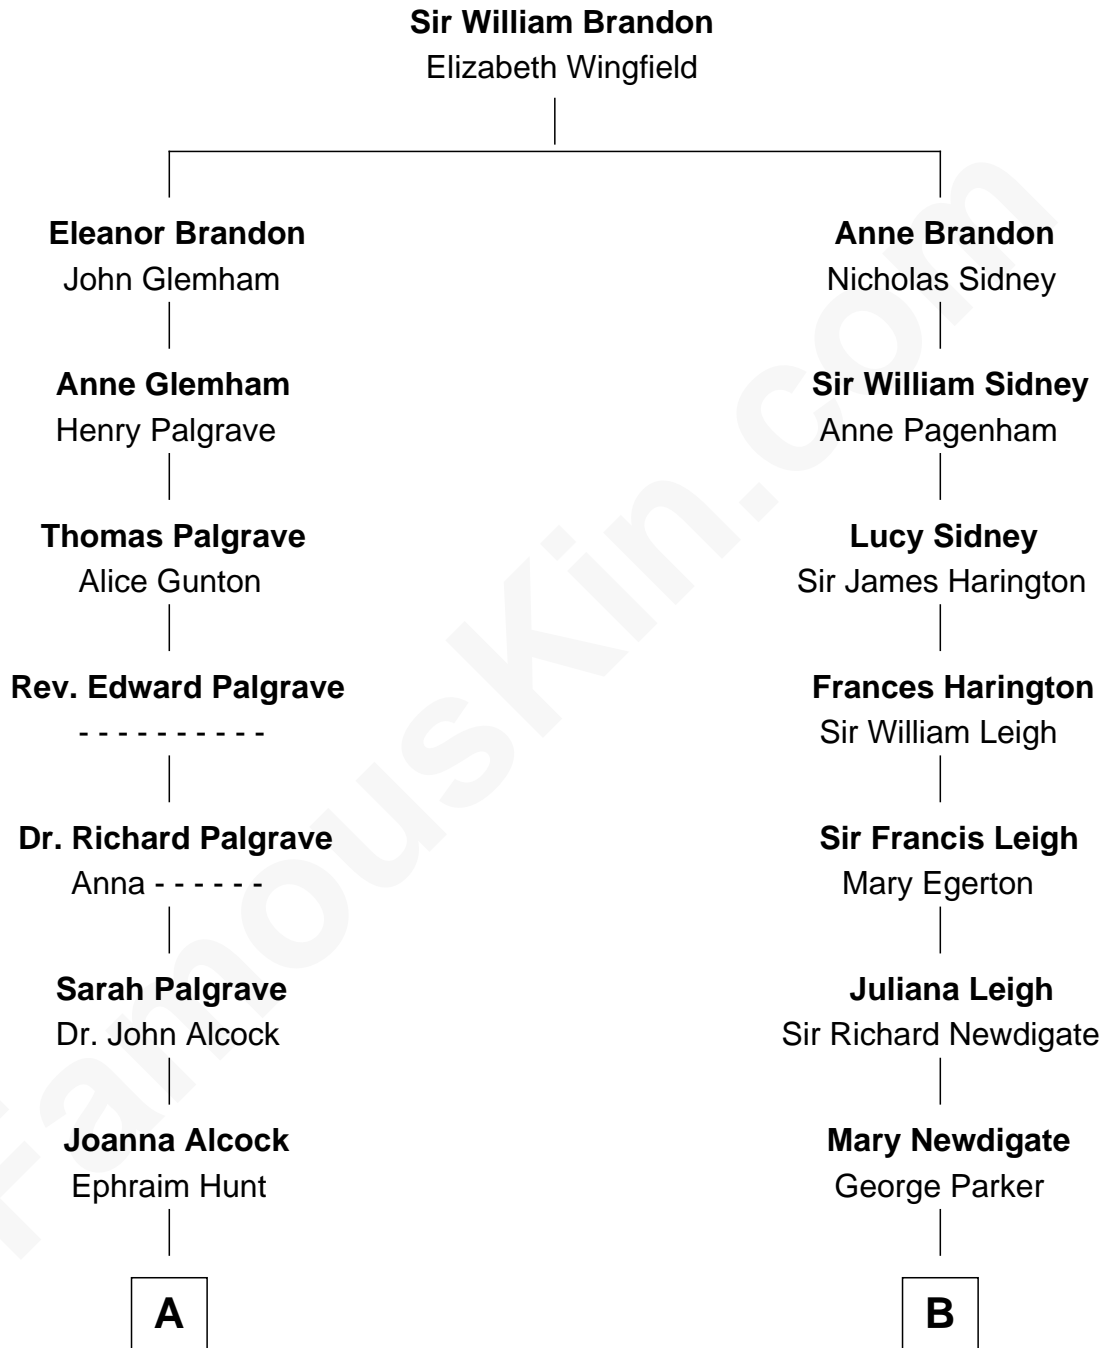 Sir William Brandon
Elizabeth Wingfield
Eleanor Brandon
John Glemham
Anne Brandon
Nicholas Sidney
Anne Glemham
Henry Palgrave
Sir William Sidney
Anne Pagenham
Thomas Palgrave
Alice Gunton
Lucy Sidney
Sir James Harington
Rev. Edward Palgrave
- - - - - - - - - -
Frances Harington
Sir William Leigh
Dr. Richard Palgrave
Anna - - - - - -
Sir Francis Leigh
Mary Egerton
Sarah Palgrave
Dr. John Alcock
Juliana Leigh
Sir Richard Newdigate
Joanna Alcock
Ephraim Hunt
Mary Newdigate
George Parker
A
B
FamousKin.com